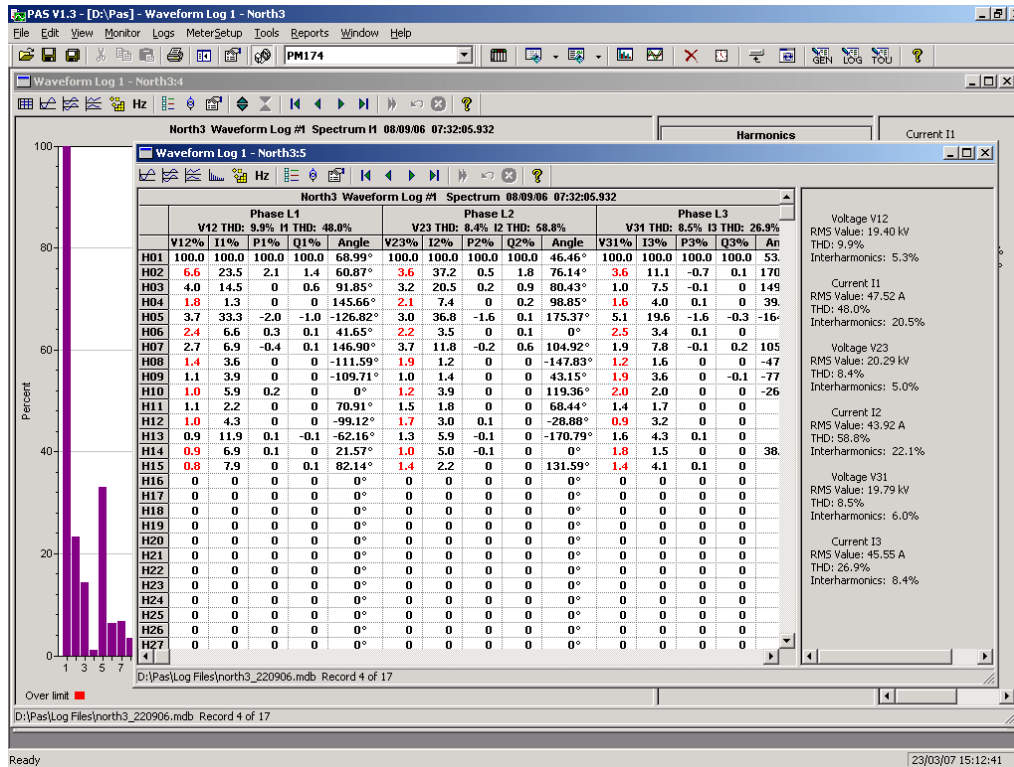 PAS V1.3 - [D:\Pas] - Waveform Log 1 - North3
File Edit View Monitor Logs MeterSetup Tools Reports Window Help
PM174 GEN LOG TOU
Waveform Log 1 - North3:4
Hz
North3 Waveform Log #1 Spectrum I1 08/09/06 07:32:05.932
Harmonics
Current I1
100
80
60
40
20
0
Percent
1 3 5 7
Over limit
Waveform Log 1 - North3:5
Hz
North3 Waveform Log #1 Spectrum 08/09/06 07:32:05.932
Phase L1 Phase L2 Phase L3
V12 THD: 9.9% I1 THD: 48.0% V23 THD: 8.4% I2 THD: 58.8% V31 THD: 8.5% I3 THD: 26.9%
V12% I1% P1% Q1% Angle V23% I2% P2% Q2% Angle V31% I3% P3% Q3% An
H01 100.0 100.0 100.0 100.0 68.99° 100.0 100.0 100.0 100.0 46.46° 100.0 100.0 100.0 100.0 53.
H02 6.6 23.5 2.1 1.4 60.87° 3.6 37.2 0.5 1.8 76.14° 3.6 11.1 -0.7 0.1 170
H03 4.0 14.5 0 0.6 91.85° 3.2 20.5 0.2 0.9 80.43° 1.0 7.5 -0.1 0 149
H04 1.8 1.3 0 0 145.66° 2.1 7.4 0 0.2 98.85° 1.6 4.0 0.1 0 39.
H05 3.7 33.3 -2.0 -1.0 -126.82° 3.0 36.8 -1.6 0.1 175.37° 5.1 19.6 -1.6 -0.3 -164
H06 2.4 6.6 0.3 0.1 41.65° 2.2 3.5 0 0.1 0° 2.5 3.4 0.1 0
H07 2.7 6.9 -0.4 0.1 146.90° 3.7 11.8 -0.2 0.6 104.92° 1.9 7.8 -0.1 0.2 105
H08 1.4 3.6 0 0 -111.59° 1.9 1.2 0 0 -147.83° 1.2 1.6 0 0 -47
H09 1.1 3.9 0 0 -109.71° 1.0 1.4 0 0 43.15° 1.9 3.6 0 -0.1 -77
H10 1.0 5.9 0.2 0 0° 1.2 3.9 0 0 119.36° 2.0 2.0 0 0 -26
H11 1.1 2.2 0 0 70.91° 1.5 1.8 0 0 68.44° 1.4 1.7 0 0
H12 1.0 4.3 0 0 -99.12° 1.7 3.0 0.1 0 -28.88° 0.9 3.2 0 0
H13 0.9 11.9 0.1 -0.1 -62.16° 1.3 5.9 -0.1 0 -170.79° 1.6 4.3 0.1 0
H14 0.9 6.9 0.1 0 21.57° 1.0 5.0 -0.1 0 0° 1.8 1.5 0 0 38.
H15 0.8 7.9 0 0.1 82.14° 1.4 2.2 0 0 131.59° 1.4 4.1 0.1 0
H16 0 0 0 0 0° 0 0 0 0 0° 0 0 0 0
H17 0 0 0 0 0° 0 0 0 0 0° 0 0 0 0
H18 0 0 0 0 0° 0 0 0 0 0° 0 0 0 0
H19 0 0 0 0 0° 0 0 0 0 0° 0 0 0 0
H20 0 0 0 0 0° 0 0 0 0 0° 0 0 0 0
H21 0 0 0 0 0° 0 0 0 0 0° 0 0 0 0
H22 0 0 0 0 0° 0 0 0 0 0° 0 0 0 0
H23 0 0 0 0 0° 0 0 0 0 0° 0 0 0 0
H24 0 0 0 0 0° 0 0 0 0 0° 0 0 0 0
H25 0 0 0 0 0° 0 0 0 0 0° 0 0 0 0
H26 0 0 0 0 0° 0 0 0 0 0° 0 0 0 0
H27 0 0 0 0 0° 0 0 0 0 0° 0 0 0 0
Voltage V12
RMS Value: 19.40 kV
THD: 9.9%
Interharmonics: 5.3%
Current I1
RMS Value: 47.52 A
THD: 48.0%
Interharmonics: 20.5%
Voltage V23
RMS Value: 20.29 kV
THD: 8.4%
Interharmonics: 5.0%
Current I2
RMS Value: 43.92 A
THD: 58.8%
Interharmonics: 22.1%
Voltage V31
RMS Value: 19.79 kV
THD: 8.5%
Interharmonics: 6.0%
Current I3
RMS Value: 45.55 A
THD: 26.9%
Interharmonics: 8.4%
D:\Pas\Log Files\north3_220906.mdb Record 4 of 17
D:\Pas\Log Files\north3_220906.mdb Record 4 of 17
Ready
23/03/07 15:12:41